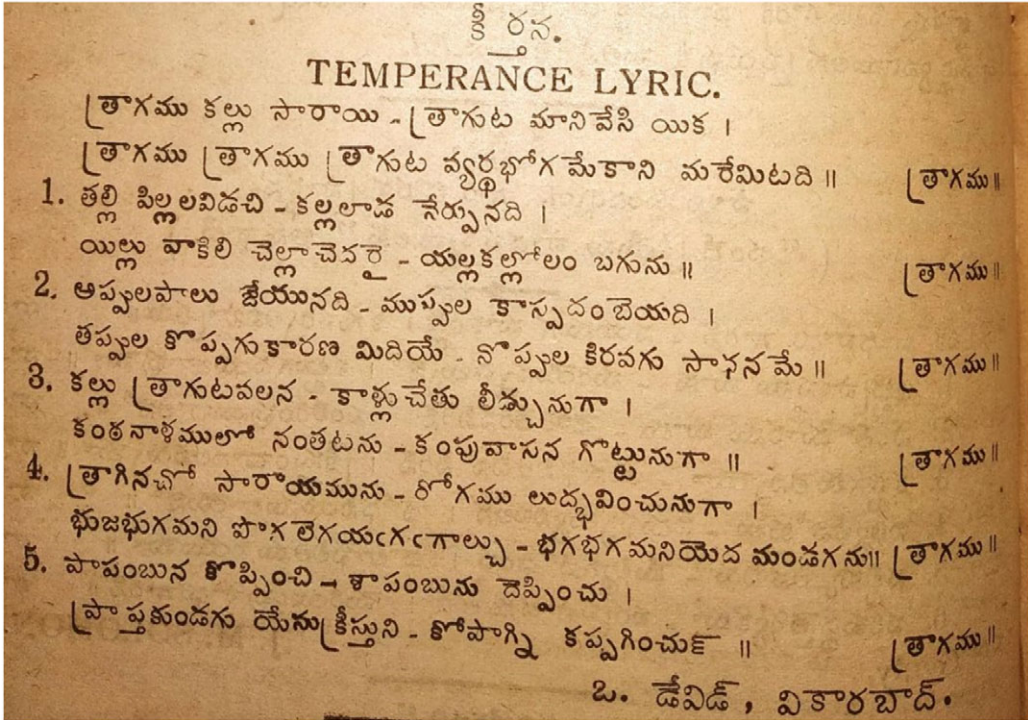 కీర్తన.
TEMPERANCE LYRIC.
త్రాగము కల్లు సారాయి - త్రాగుట మానివేసి యిక |
త్రాగము త్రాగము త్రాగుట వ్యర్థభోగ మేకాని మరేమిటది || త్రాగము ||
1. తల్లి పిల్లలవిడచి - కల్లలాడ నేర్పునది |
యిల్లు వాకిలి చెల్లాచెదరై - యల్లకల్లోలం బగును || త్రాగము ||
2. అప్పులపాలు జేయునది - ముప్పుల కాస్పదంబెయది |
తప్పుల కొప్పగుకారణ మిదియే - నొప్పుల కిరవగు సాధనమే || త్రాగము ||
3. కల్లు త్రాగుటవలన - కాళ్లుచేతు లీడ్చునుగా |
కంఠనాళములో నంతటను - కంపువాసన గొట్టునుగా || త్రాగము ||
4. త్రాగినచో సారాయమును - రోగము లుద్భవించునుగా |
భుజభుగమని పొగ లెగయఁగఁగాల్చు - భగభగమనియెద మండగను || త్రాగము ||
5. పాపంబున కొప్పించి - శాపంబును దెప్పించు |
ప్రాప్తకుండగు యేసుక్రీస్తుని - కోపాగ్ని కప్పగించుక్ || త్రాగము ||
ఒ. డేవిడ్, వికారబాద్.